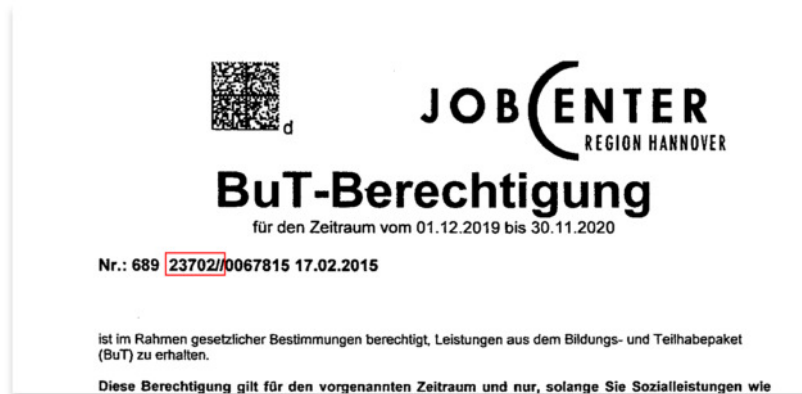 d
JOBCENTER
REGION HANNOVER
BuT-Berechtigung
für den Zeitraum vom 01.12.2019 bis 30.11.2020
Nr.: 689 23702//0067815 17.02.2015
ist im Rahmen gesetzlicher Bestimmungen berechtigt, Leistungen aus dem Bildungs- und Teilhabepaket
(BuT) zu erhalten.
Diese Berechtigung gilt für den vorgenannten Zeitraum und nur, solange Sie Sozialleistungen wie